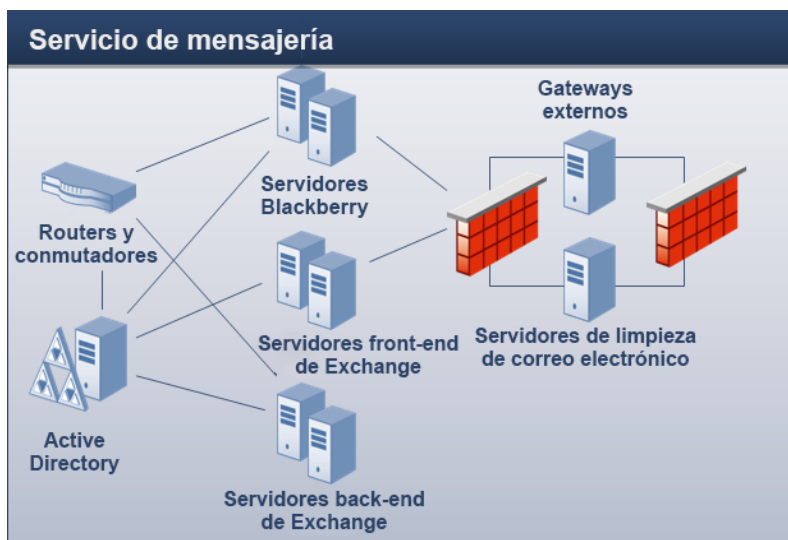 Servicio de mensajería
Gateways
externos
Servidores
Blackberry
Routers y
conmutadores
Servidores front-end
de Exchange
Servidores de limpieza
de correo electrónico
Active
Directory
Servidores back-end
de Exchange